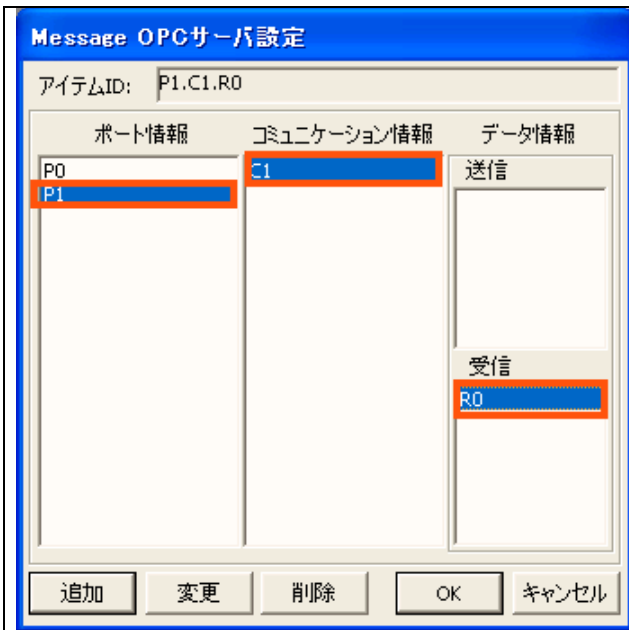 Message OPCサーバ設定
アイテムID: P1.C1.R0
ポート情報 コミュニケーション情報 データ情報
P0 C1 送信
P1
受信
R0
追加 変更 削除 OK キャンセル